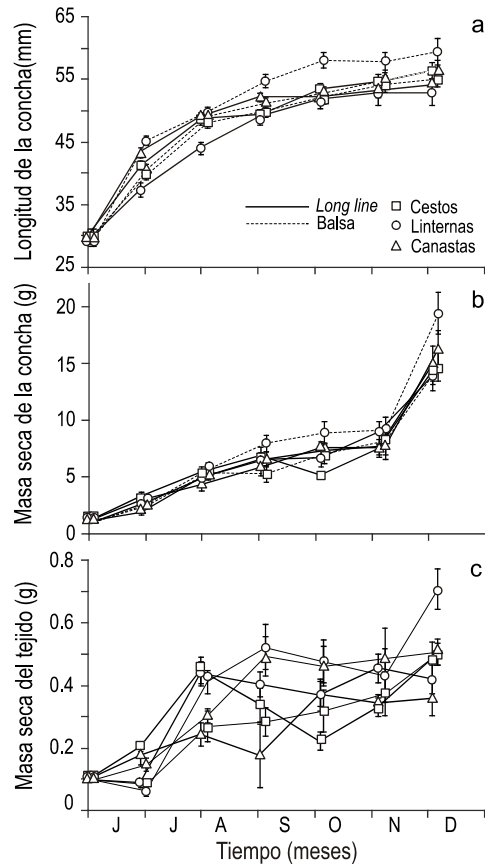 a
Longitud de la concha(mm)
65
55
45
35
25
Long line
Balsa
Cestos
Linternas
Canastas
b
Masa seca de la concha (g)
20
15
10
5
0
c
Masa seca del tejido (g)
0.8
0.6
0.4
0.2
0
J J A S O N D
Tiempo (meses)